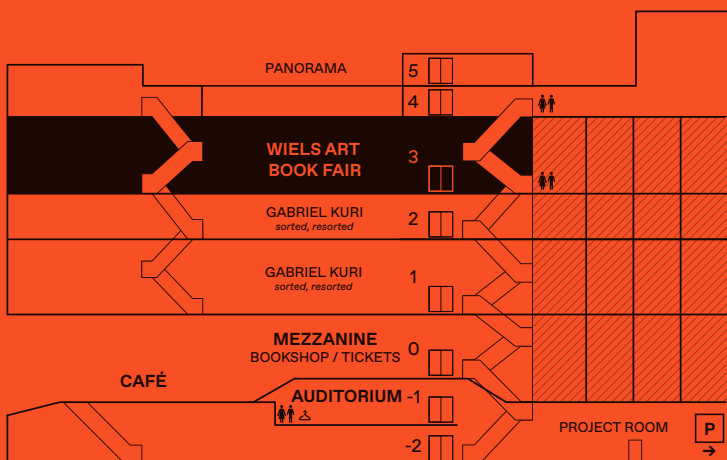 PANORAMA
5
4
WIELS ART
BOOK FAIR
3
GABRIEL KURI
sorted, resorted
2
GABRIEL KURI
sorted, resorted
1
MEZZANINE
BOOKSHOP / TICKETS
0
CAFÉ
AUDITORIUM -1
PROJECT ROOM
P
-2